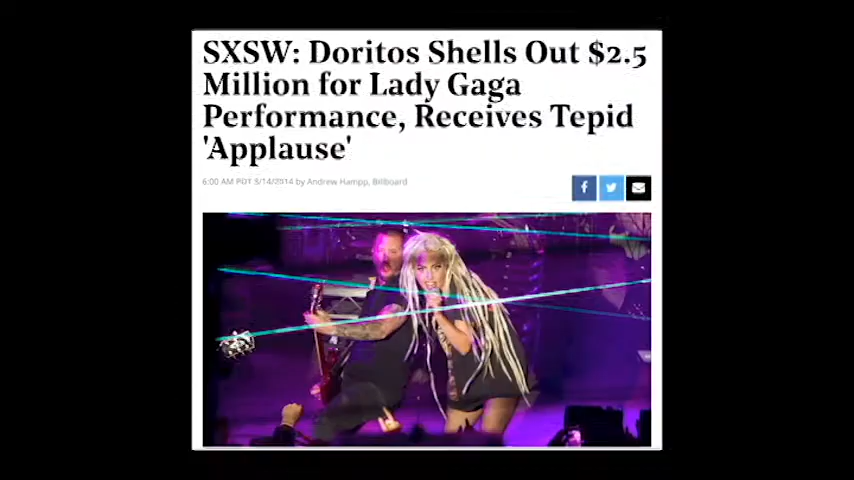 SXSW: Doritos Shells Out $2.5
Million for Lady Gaga
Performance, Receives Tepid
'Applause'
6:00 AM PDT 3/14/2014 by Andrew Hampp, Billboard